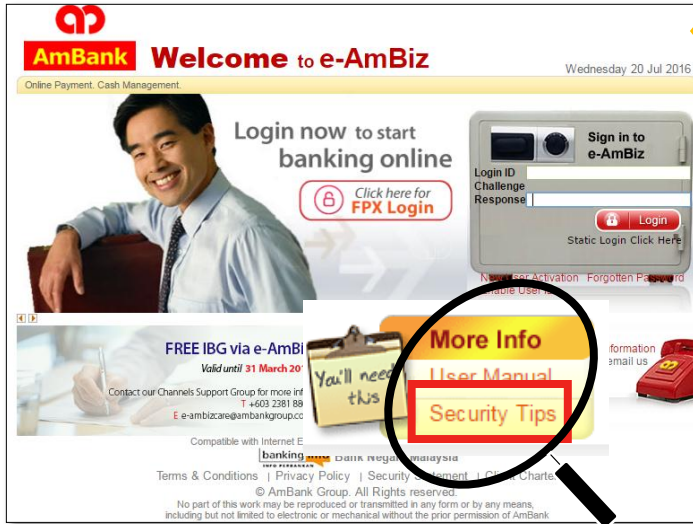 AmBank
Welcome to e-AmBiz
Wednesday 20 Jul 2016
Online Payment. Cash Management.
Login now to start
banking online
Click here for
FPX Login
Sign in to
e-AmBiz
Login ID
Challenge
Response
Login
Static Login Click Here
New User Activation Forgotten Password
FREE IBG via e-AmBi
Valid until 31 March 201
Contact our Channels Support Group for more inf
T +603 2381 88
E e-ambizcare@ambankgroup.co
You'll need
this
More Info
User Manual
Security Tips
formation
email us
Compatible with Internet E
banking info Bank Negara Malaysia
INFO PERBANKAN
Terms & Conditions | Privacy Policy | Security Statement | Client Charte
© AmBank Group. All Rights reserved.
No part of this work may be reproduced or transmitted in any form or by any means,
including but not limited to electronic or mechanical without the prior permission of AmBank